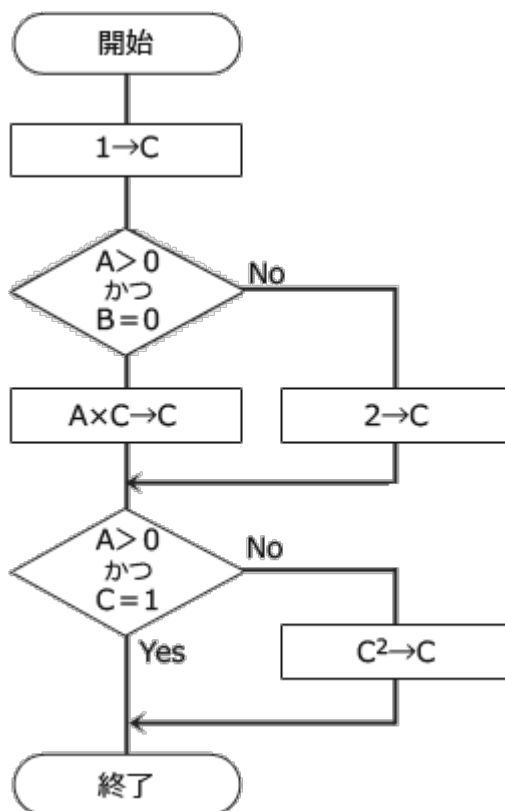 開始
1→C
A>0
かつ
B=0
No
A×C→C
2→C
A>0
かつ
C=1
No
Yes
C²→C
終了